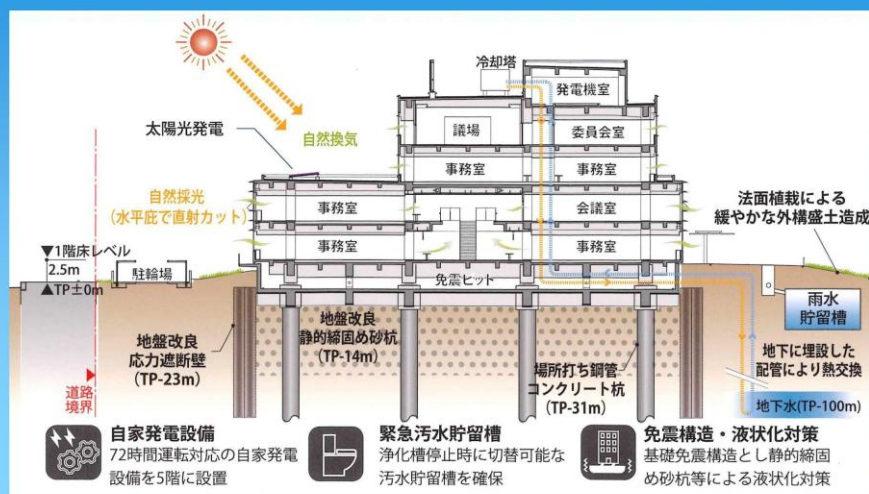 冷却塔
発電機室
太陽光発電
自然換気
議場
委員会室
事務室
事務室
自然採光
(水平庇で直射カット)
事務室
会議室
法面植栽による
緩やかな外構盛土造成
▼1階床レベル
2.5m
▲TP±0m
駐輪場
事務室
事務室
免震ピット
雨水
貯留槽
地盤改良
応力遮断壁
(TP-23m)
地盤改良
静的締固め砂杭
(TP-14m)
場所打ち鋼管
コンクリート杭
(TP-31m)
地下に埋設した
配管により熱交換
地下水(TP-100m)
道路
境界
自家発電設備
72時間運転対応の自家発電
設備を5階に設置
緊急汚水貯留槽
浄化槽停止時に切替可能な
汚水貯留槽を確保
免震構造・液状化対策
基礎免震構造とし静的締固
め砂杭等による液状化対策